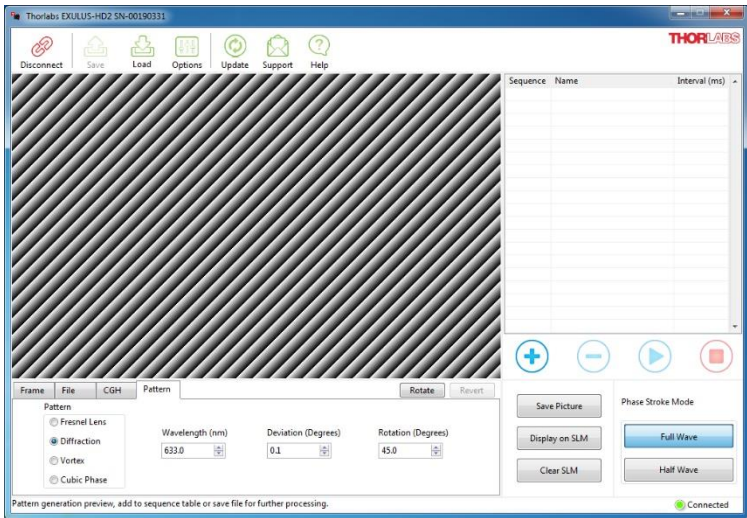 Thorlabs EXULUS-HD2 SN-00190331
THORLABS
Disconnect Save Load Options Update Support Help
Sequence Name Interval (ms)
Frame File CGH Pattern Rotate Revert
Pattern
Fresnel Lens
Diffraction
Vortex
Cubic Phase
Wavelength (nm) Deviation (Degrees) Rotation (Degrees)
633.0 0.1 45.0
Save Picture
Display on SLM
Clear SLM
Phase Stroke Mode
Full Wave
Half Wave
Pattern generation preview, add to sequence table or save file for further processing.
Connected